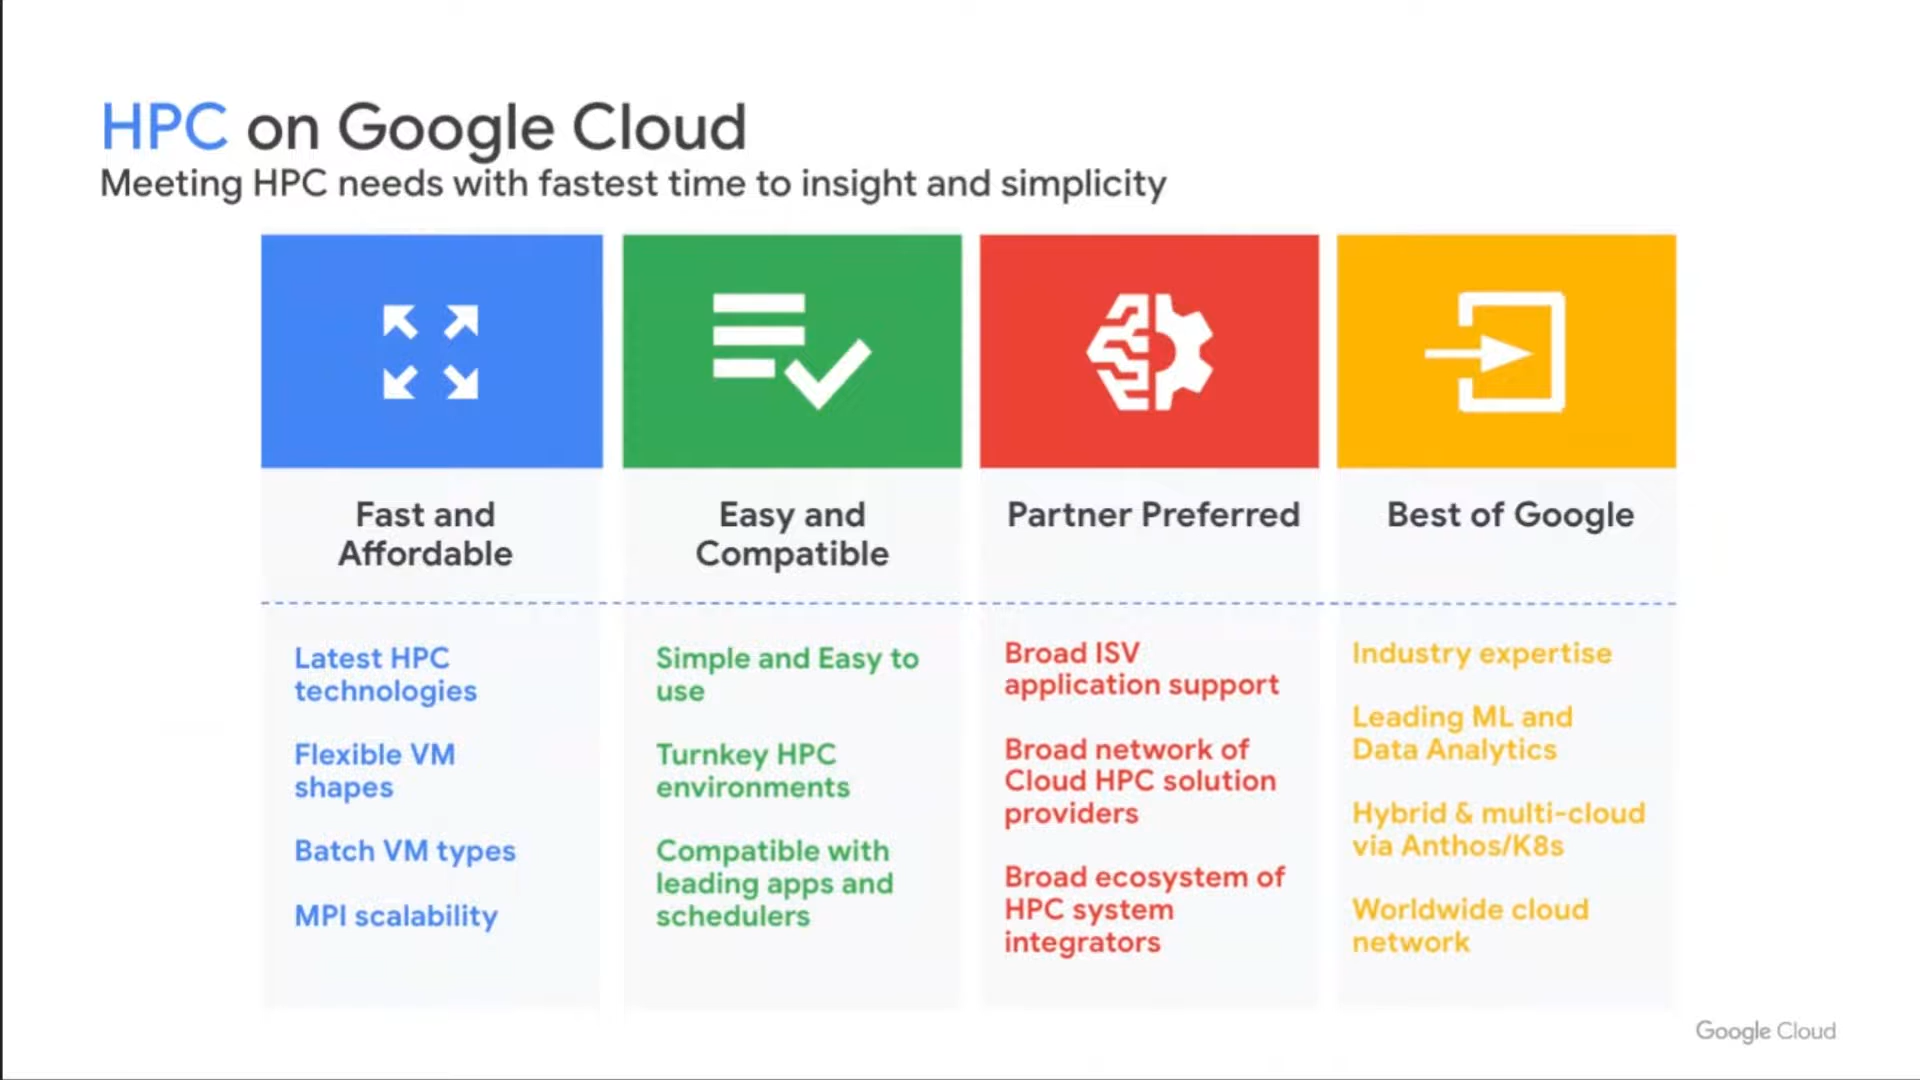 HPC on Google Cloud
Meeting HPC needs with fastest time to insight and simplicity
Fast and
Affordable
Latest HPC
technologies
Flexible VM
shapes
Batch VM types
MPI scalability
Easy and
Compatible
Simple and Easy to
use
Turnkey HPC
environments
Compatible with
leading apps and
schedulers
Partner Preferred
Broad ISV
application support
Broad network of
Cloud HPC solution
providers
Broad ecosystem of
HPC system
integrators
Best of Google
Industry expertise
Leading ML and
Data Analytics
Hybrid & multi-cloud
via Anthos/K8s
Worldwide cloud
network
Google Cloud